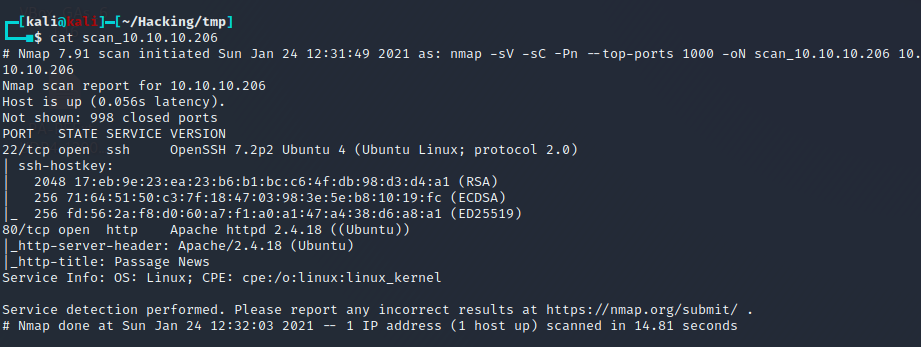 ┌─[kali@kali]─[~/Hacking/tmp]
└──■$ cat scan_10.10.10.206
# Nmap 7.91 scan initiated Sun Jan 24 12:31:49 2021 as: nmap -sV -sC -Pn --top-ports 1000 -oN scan_10.10.10.206 10.
10.10.206
Nmap scan report for 10.10.10.206
Host is up (0.056s latency).
Not shown: 998 closed ports
PORT   STATE SERVICE VERSION
22/tcp open  ssh     OpenSSH 7.2p2 Ubuntu 4 (Ubuntu Linux; protocol 2.0)
| ssh-hostkey:
|   2048 17:eb:9e:23:ea:23:b6:b1:bc:c6:4f:db:98:d3:d4:a1 (RSA)
|   256 71:64:51:50:c3:7f:18:47:03:98:3e:5e:b8:10:19:fc (ECDSA)
|_  256 fd:56:2a:f8:d0:60:a7:f1:a0:a1:47:a4:38:d6:a8:a1 (ED25519)
80/tcp open  http    Apache httpd 2.4.18 ((Ubuntu))
|_http-server-header: Apache/2.4.18 (Ubuntu)
|_http-title: Passage News
Service Info: OS: Linux; CPE: cpe:/o:linux:linux_kernel
Service detection performed. Please report any incorrect results at https://nmap.org/submit/ .
# Nmap done at Sun Jan 24 12:32:03 2021 -- 1 IP address (1 host up) scanned in 14.81 seconds